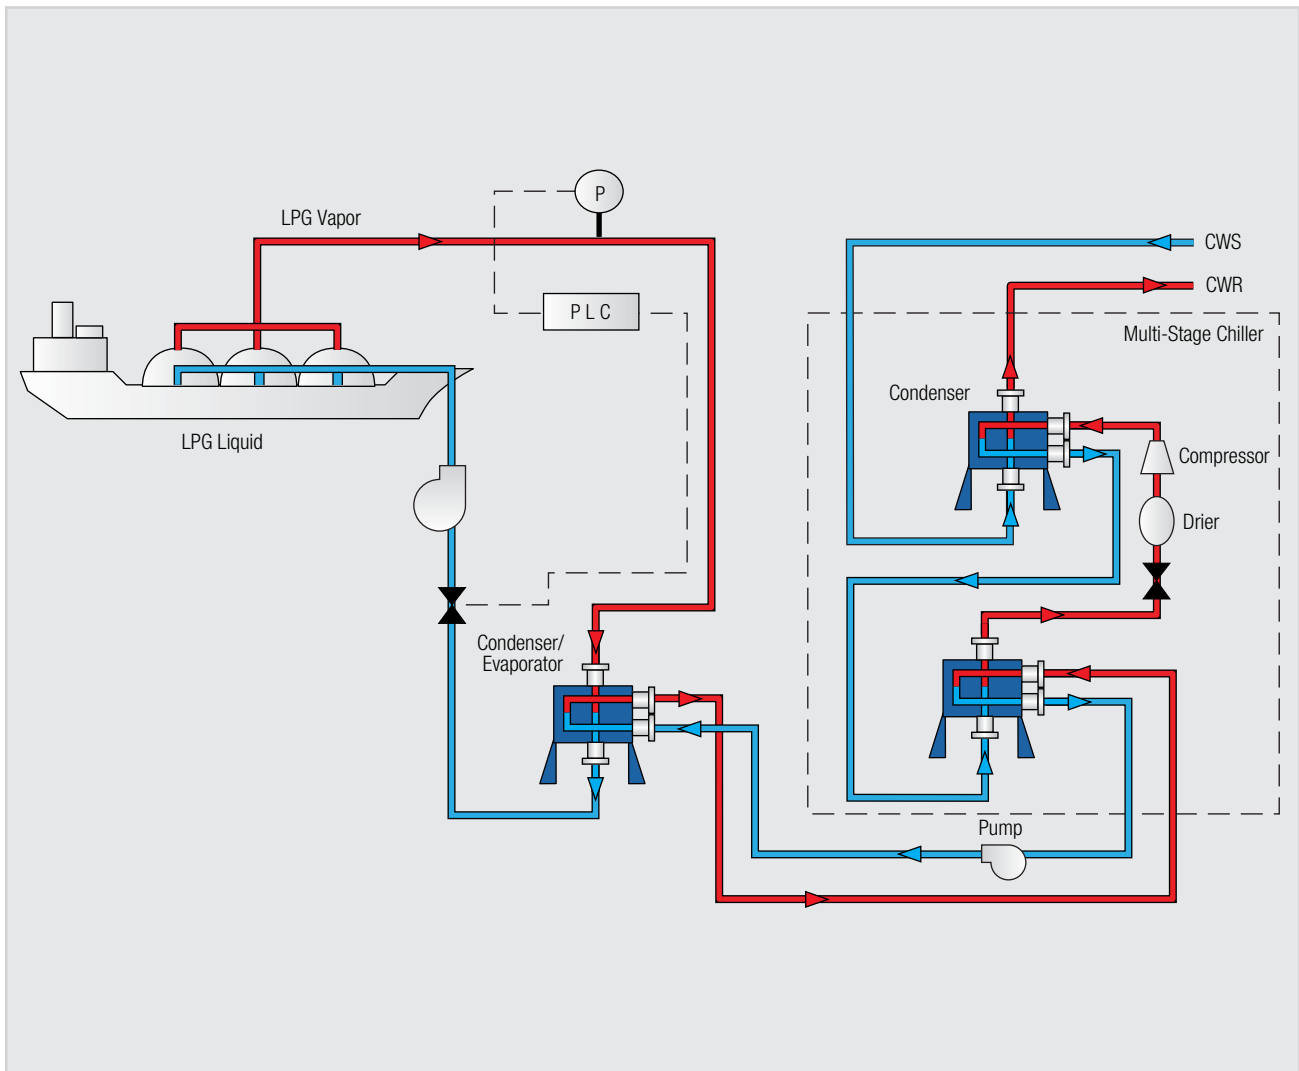 P
LPG Vapor
CWS
CWR
PLC
Multi-Stage Chiller
Condenser
LPG Liquid
Compressor
Drier
Condenser/
Evaporator
Pump